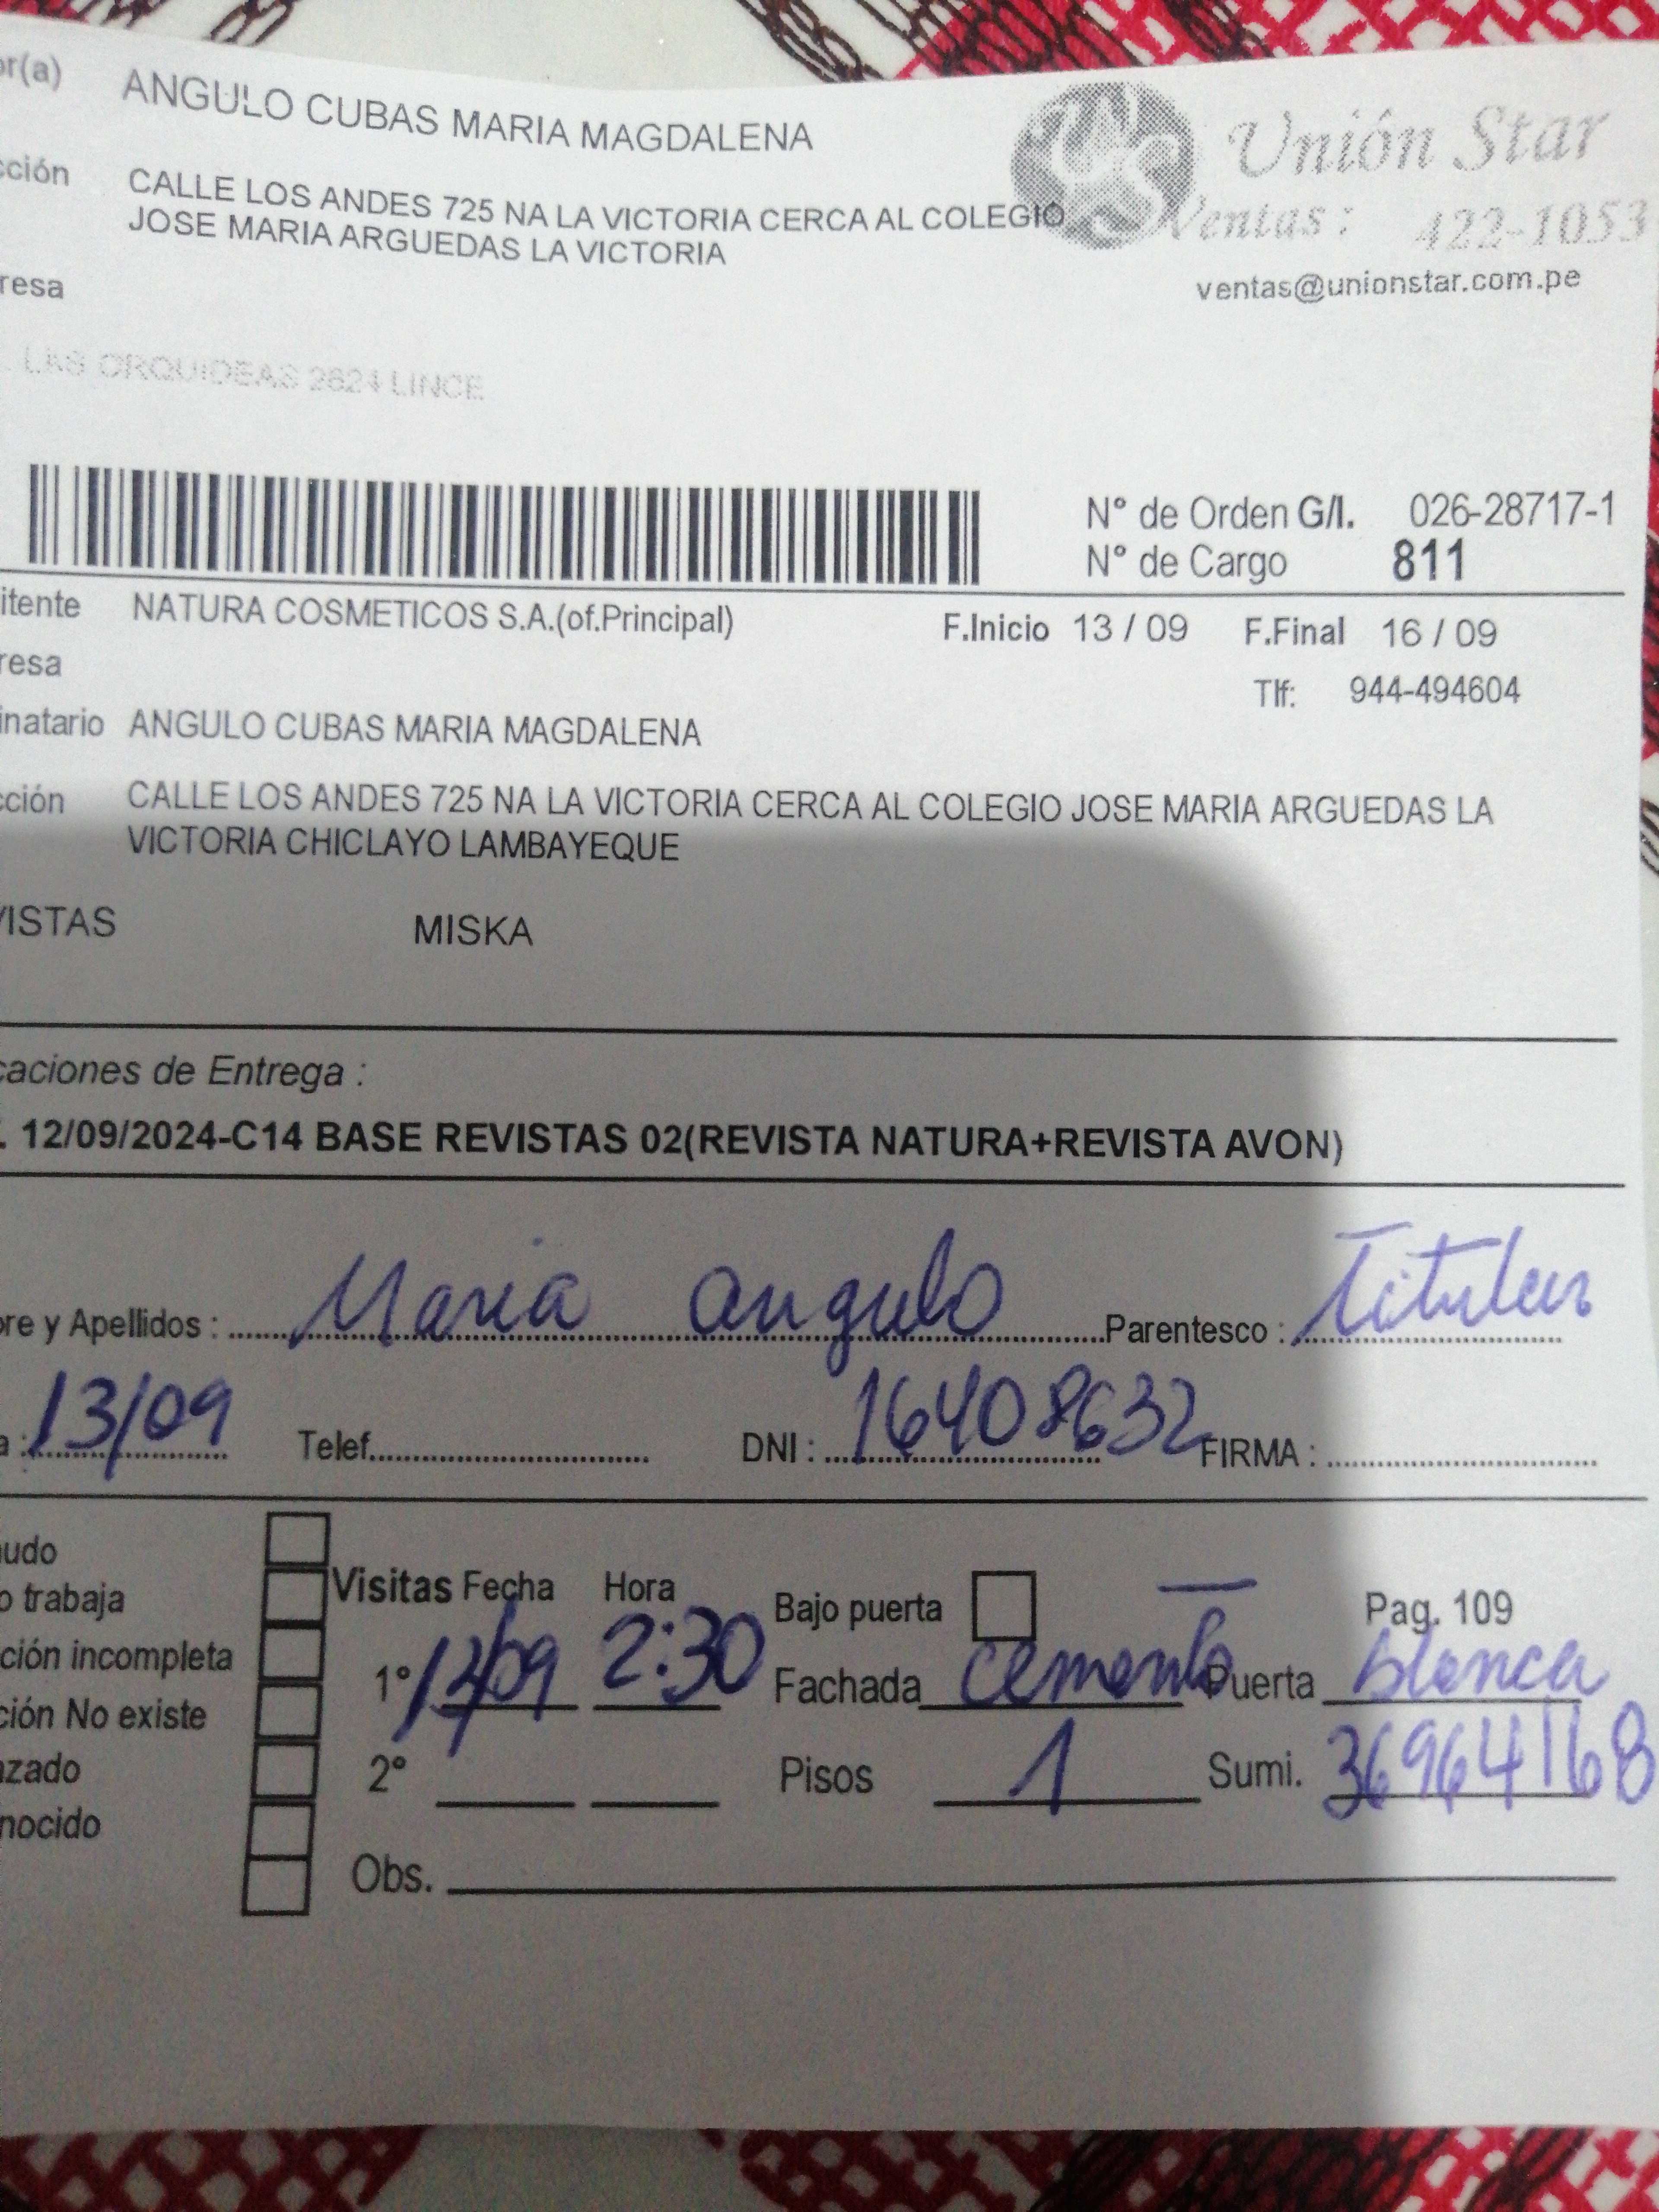 or(a) ANGULO CUBAS MARIA MAGDALENA
Unión Star
cción CALLE LOS ANDES 725 NA LA VICTORIA CERCA AL COLEGIO
JOSE MARIA ARGUEDAS LA VICTORIA
Ventas: 422-1053
resa
ventas@unionstar.com.pe
LAS ORQUIDEAS 2624 LINCE
N° de Orden G/I. 026-28717-1
N° de Cargo 811
itente NATURA COSMETICOS S.A.(of.Principal) F.Inicio 13 / 09 F.Final 16 / 09
resa
Tlf: 944-494604
inatario ANGULO CUBAS MARIA MAGDALENA
cción CALLE LOS ANDES 725 NA LA VICTORIA CERCA AL COLEGIO JOSE MARIA ARGUEDAS LA
VICTORIA CHICLAYO LAMBAYEQUE
VISTAS MISKA
caciones de Entrega :
. 12/09/2024-C14 BASE REVISTAS 02(REVISTA NATURA+REVISTA AVON)
re y Apellidos : Maria angulo Parentesco : Titular
a : 13/09 Telef. DNI : 16408632 FIRMA :
udo
Visitas Fecha Hora Bajo puerta Pag. 109
o trabaja
ción incompleta
1° 13/09 2:30 Fachada cemento Puerta blanca
ción No existe
2° Pisos 1 Sumi. 36964168
zado
nocido
Obs.